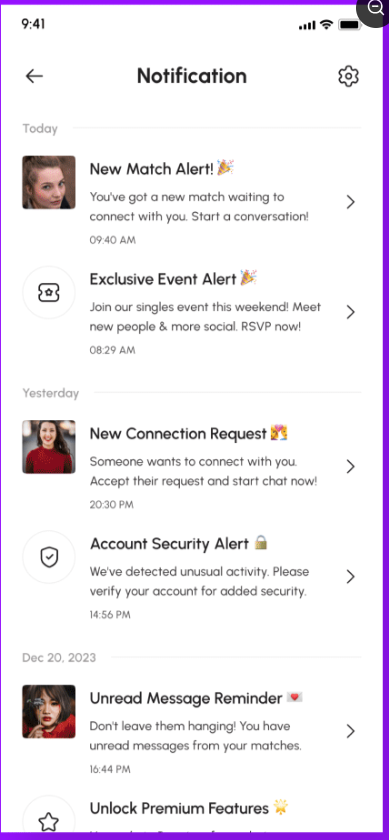 9:41
Notification
Today
New Match Alert! 🎉
You've got a new match waiting to
connect with you. Start a conversation!
09:40 AM
Exclusive Event Alert 🎉
Join our singles event this weekend! Meet
new people & more social. RSVP now!
08:29 AM
Yesterday
New Connection Request 💏
Someone wants to connect with you.
Accept their request and start chat now!
20:30 PM
Account Security Alert 🔒
We've detected unusual activity. Please
verify your account for added security.
14:56 PM
Dec 20, 2023
Unread Message Reminder 💌
Don't leave them hanging! You have
unread messages from your matches.
16:44 PM
Unlock Premium Features 🌟